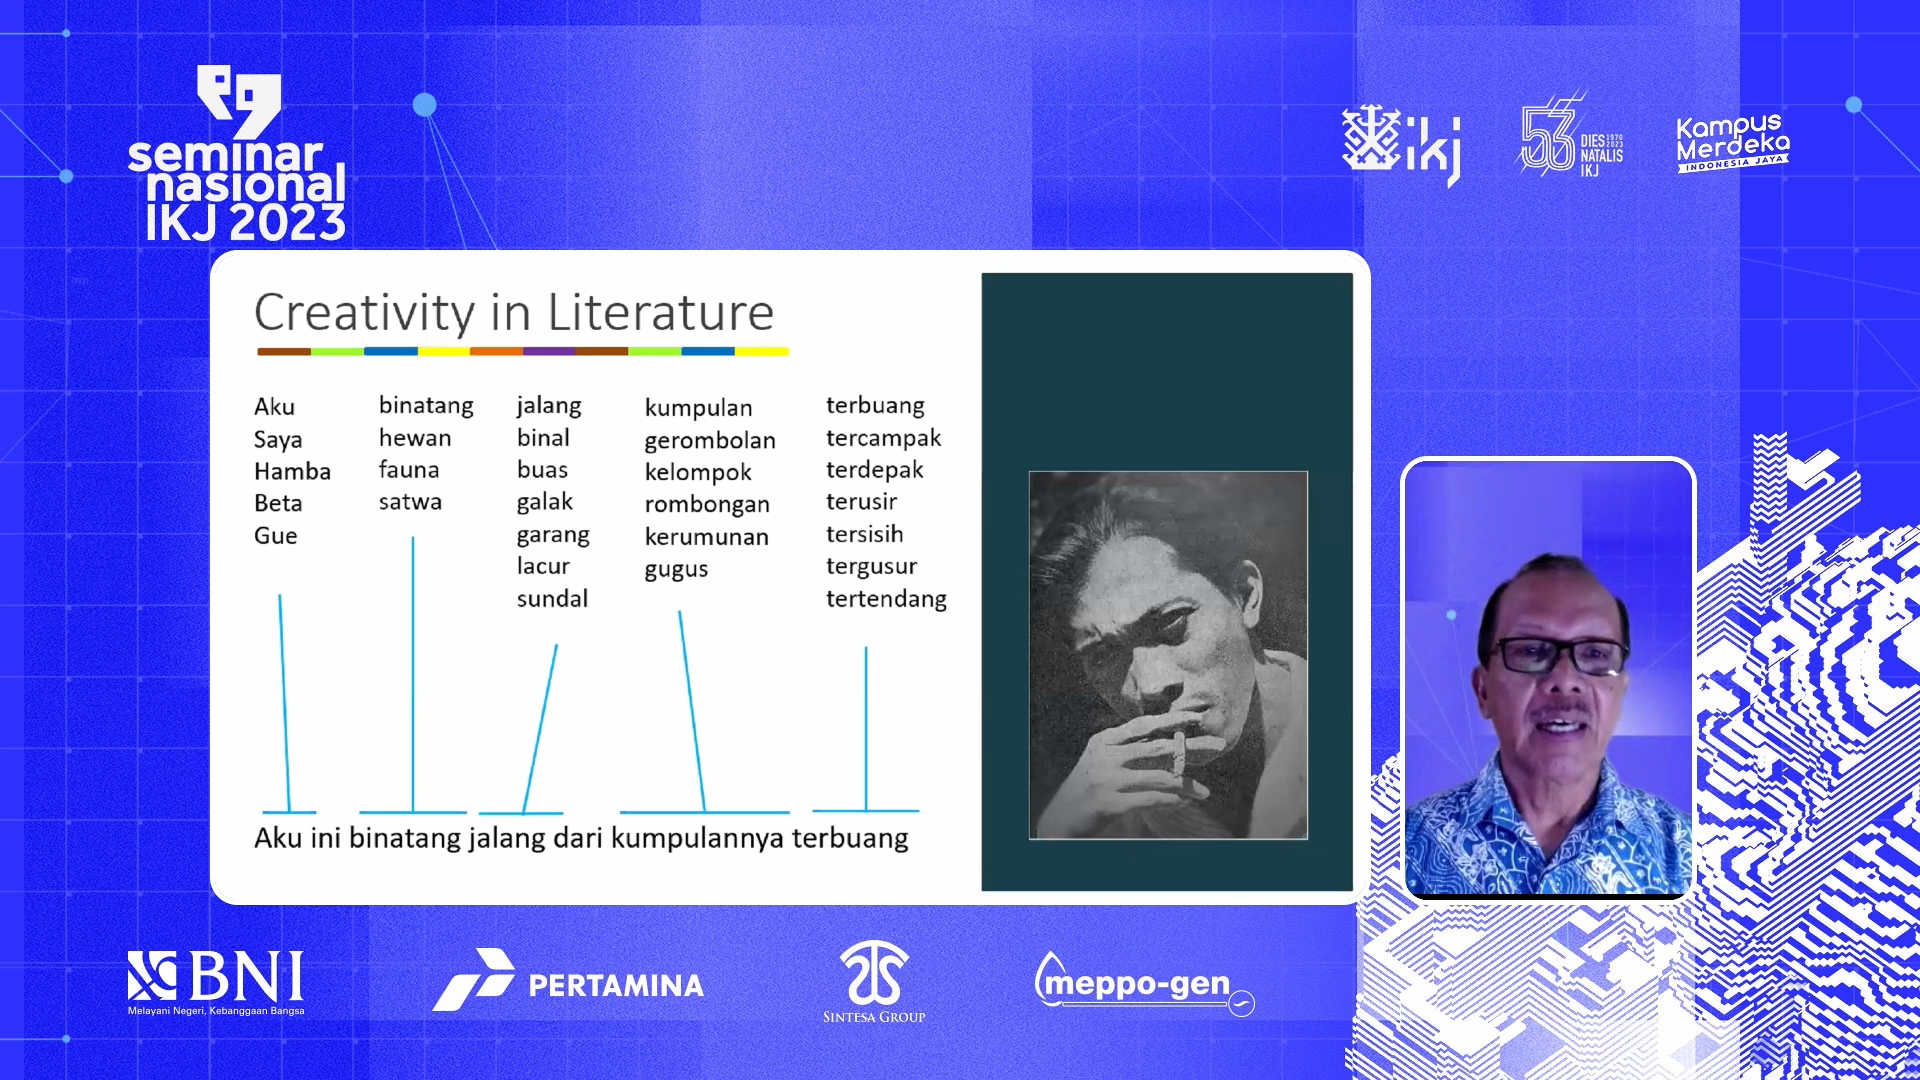 seminar
nasional
IKJ 2023
ikj
53
DIES 1970
NATALIS 2023
IKJ
Kampus
Merdeka
INDONESIA JAYA
Creativity in Literature
Aku
Saya
Hamba
Beta
Gue
binatang
hewan
fauna
satwa
jalang
binal
buas
galak
garang
lacur
sundal
kumpulan
gerombolan
kelompok
rombongan
kerumunan
gugus
terbuang
tercampak
terdepak
terusir
tersisih
tergusur
tertendang
Aku ini binatang jalang dari kumpulannya terbuang
BNI
Melayani Negeri, Kebanggaan Bangsa
PERTAMINA
SINTESA GROUP
meppo-gen